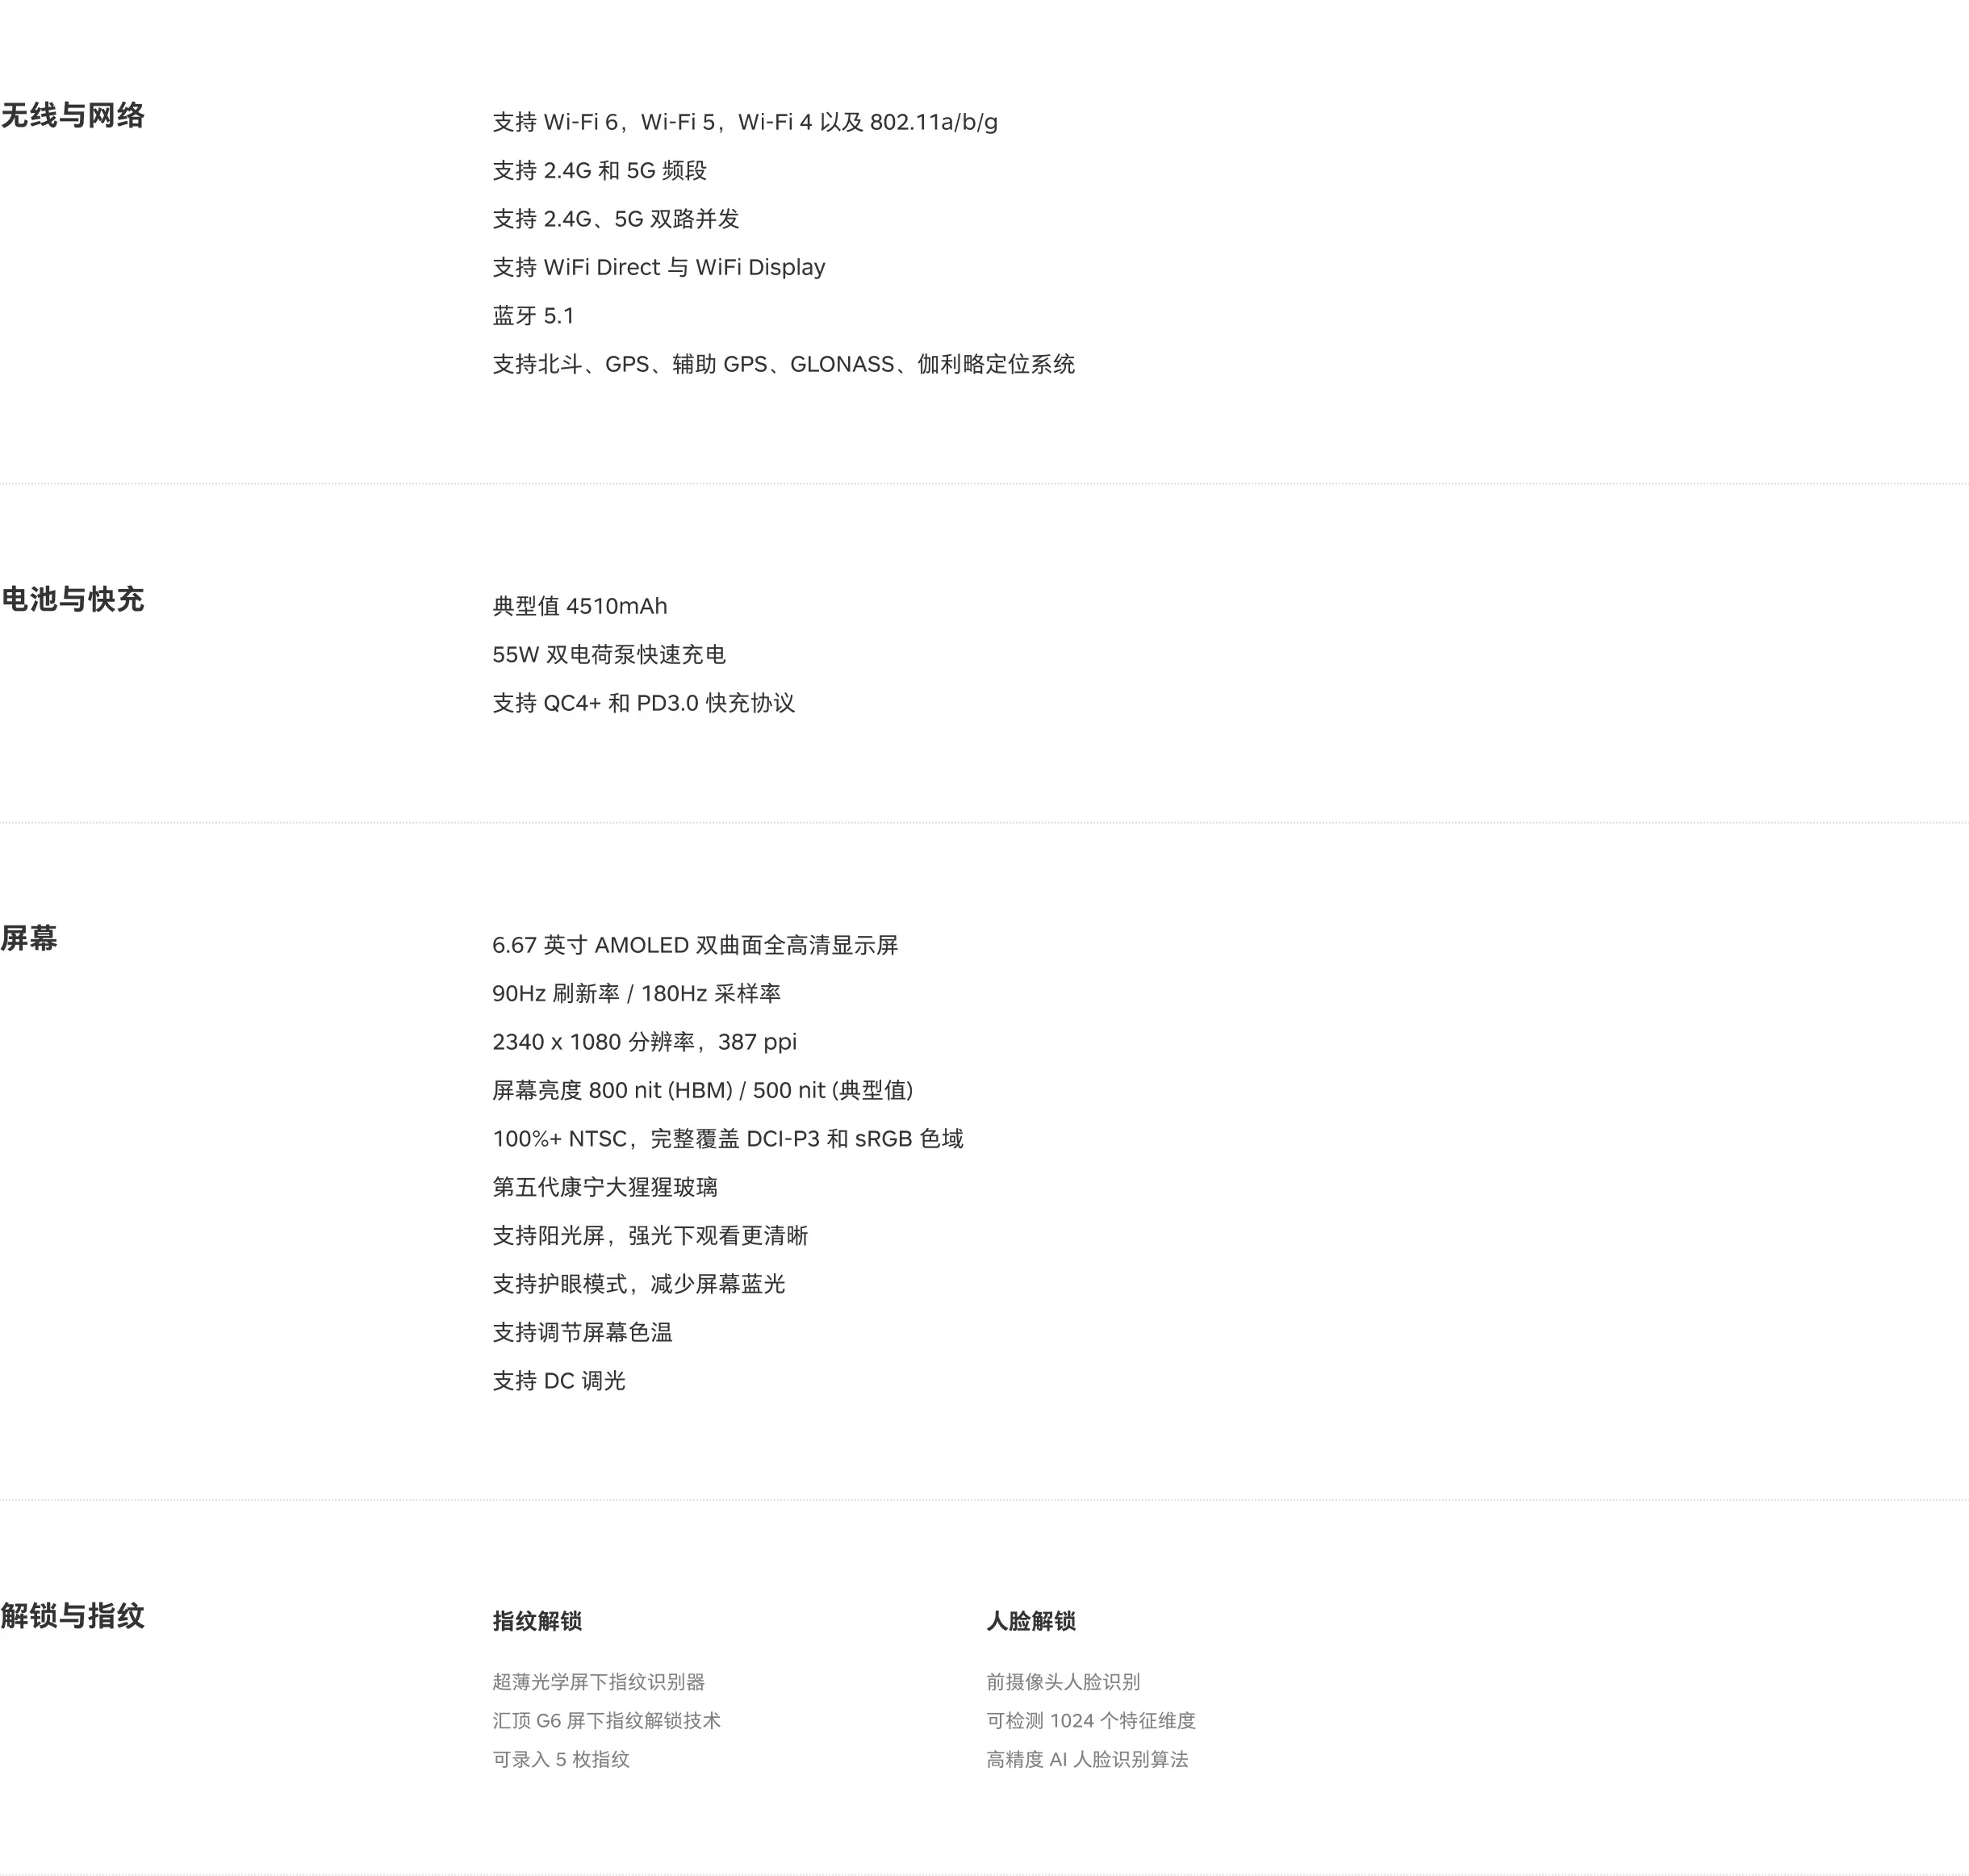 无线与网络
支持 Wi-Fi 6，Wi-Fi 5，Wi-Fi 4 以及 802.11a/b/g
支持 2.4G 和 5G 频段
支持 2.4G、5G 双路并发
支持 WiFi Direct 与 WiFi Display
蓝牙 5.1
支持北斗、GPS、辅助 GPS、GLONASS、伽利略定位系统
电池与快充
典型值 4510mAh
55W 双电荷泵快速充电
支持 QC4+ 和 PD3.0 快充协议
屏幕
6.67 英寸 AMOLED 双曲面全高清显示屏
90Hz 刷新率 / 180Hz 采样率
2340 x 1080 分辨率，387 ppi
屏幕亮度 800 nit (HBM) / 500 nit (典型值)
100%+ NTSC，完整覆盖 DCI-P3 和 sRGB 色域
第五代康宁大猩猩玻璃
支持阳光屏，强光下观看更清晰
支持护眼模式，减少屏幕蓝光
支持调节屏幕色温
支持 DC 调光
解锁与指纹
指纹解锁
超薄光学屏下指纹识别器
汇顶 G6 屏下指纹解锁技术
可录入 5 枚指纹
人脸解锁
前摄像头人脸识别
可检测 1024 个特征维度
高精度 AI 人脸识别算法